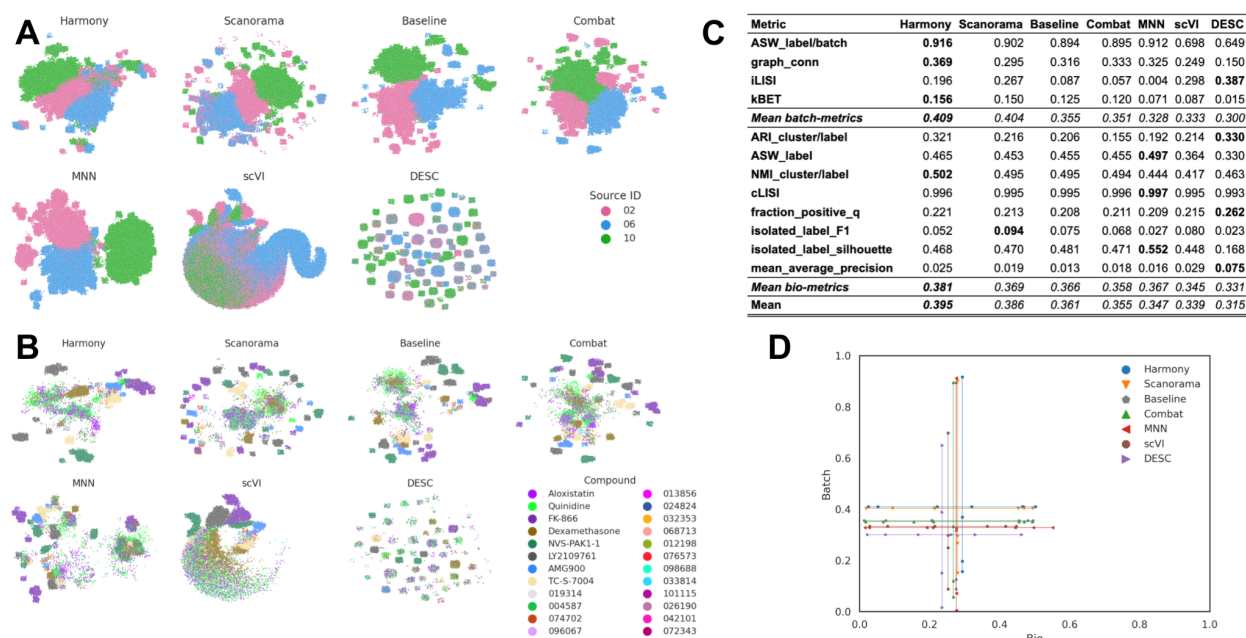 A
Harmony Scanorama Baseline Combat
MNN scVI DESC
Source ID
02
06
10
B
Harmony Scanorama Baseline Combat
MNN scVI DESC
Compound
Aloxistatin 013856
Quinidine 024824
FK-866 032353
Dexamethasone 068713
NVS-PAK1-1 012198
LY2109761 076573
AMG900 098688
TC-S-7004 033814
019314 101115
004587 026190
074702 042101
096067 072343
C
Metric Harmony Scanorama Baseline Combat MNN scVI DESC
ASW_label/batch 0.916 0.902 0.894 0.895 0.912 0.698 0.649
graph_conn 0.369 0.295 0.316 0.333 0.325 0.249 0.150
iLISI 0.196 0.267 0.087 0.057 0.004 0.298 0.387
kBET 0.156 0.150 0.125 0.120 0.071 0.087 0.015
Mean batch-metrics 0.409 0.404 0.355 0.351 0.328 0.333 0.300
ARI_cluster/label 0.321 0.216 0.206 0.155 0.192 0.214 0.330
ASW_label 0.465 0.453 0.455 0.455 0.497 0.364 0.330
NMI_cluster/label 0.502 0.495 0.495 0.494 0.444 0.417 0.463
cLISI 0.996 0.995 0.995 0.996 0.997 0.995 0.993
fraction_positive_q 0.221 0.213 0.208 0.211 0.209 0.215 0.262
isolated_label_F1 0.052 0.094 0.075 0.068 0.027 0.080 0.023
isolated_label_silhouette 0.468 0.470 0.481 0.471 0.552 0.448 0.168
mean_average_precision 0.025 0.019 0.013 0.018 0.016 0.029 0.075
Mean bio-metrics 0.381 0.369 0.366 0.358 0.367 0.345 0.331
Mean 0.395 0.386 0.361 0.355 0.347 0.339 0.315
D
1.0
0.8
0.6
0.4
0.2
0.0
Batch
0.0 0.2 0.4 0.6 0.8 1.0
Harmony
Scanorama
Baseline
Combat
MNN
scVI
DESC